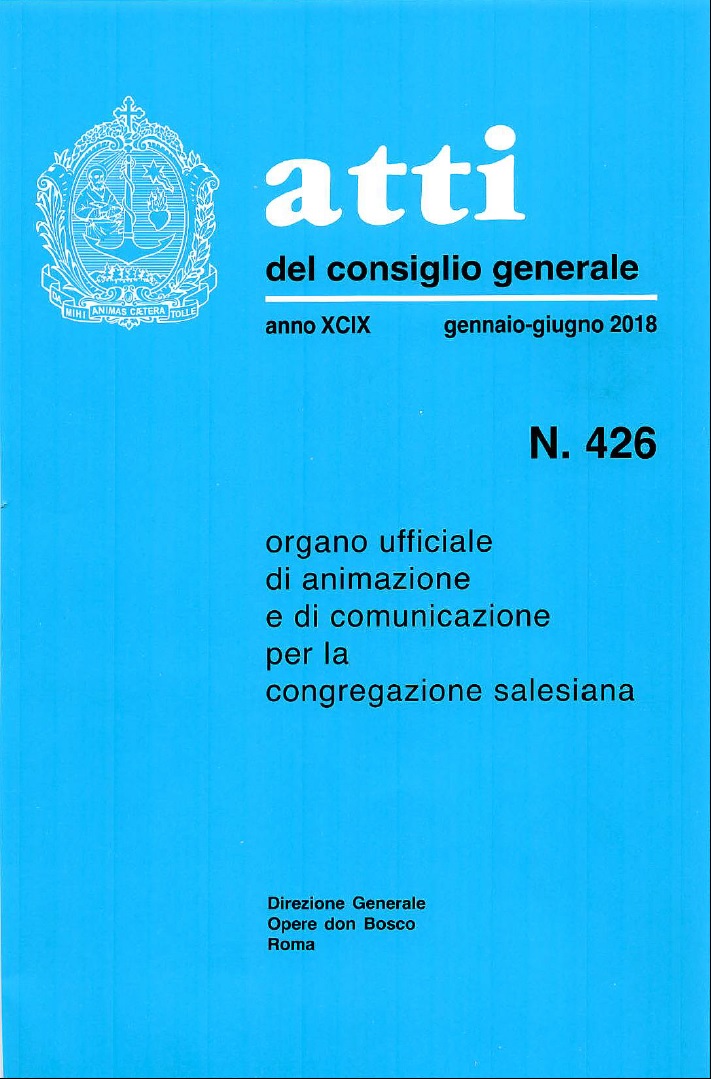 atti
del consiglio generale
anno XCIX gennaio-giugno 2018
DA MIHI ANIMAS CÆTERA TOLLE
N. 426
organo ufficiale
di animazione
e di comunicazione
per la
congregazione salesiana
Direzione Generale
Opere don Bosco
Roma